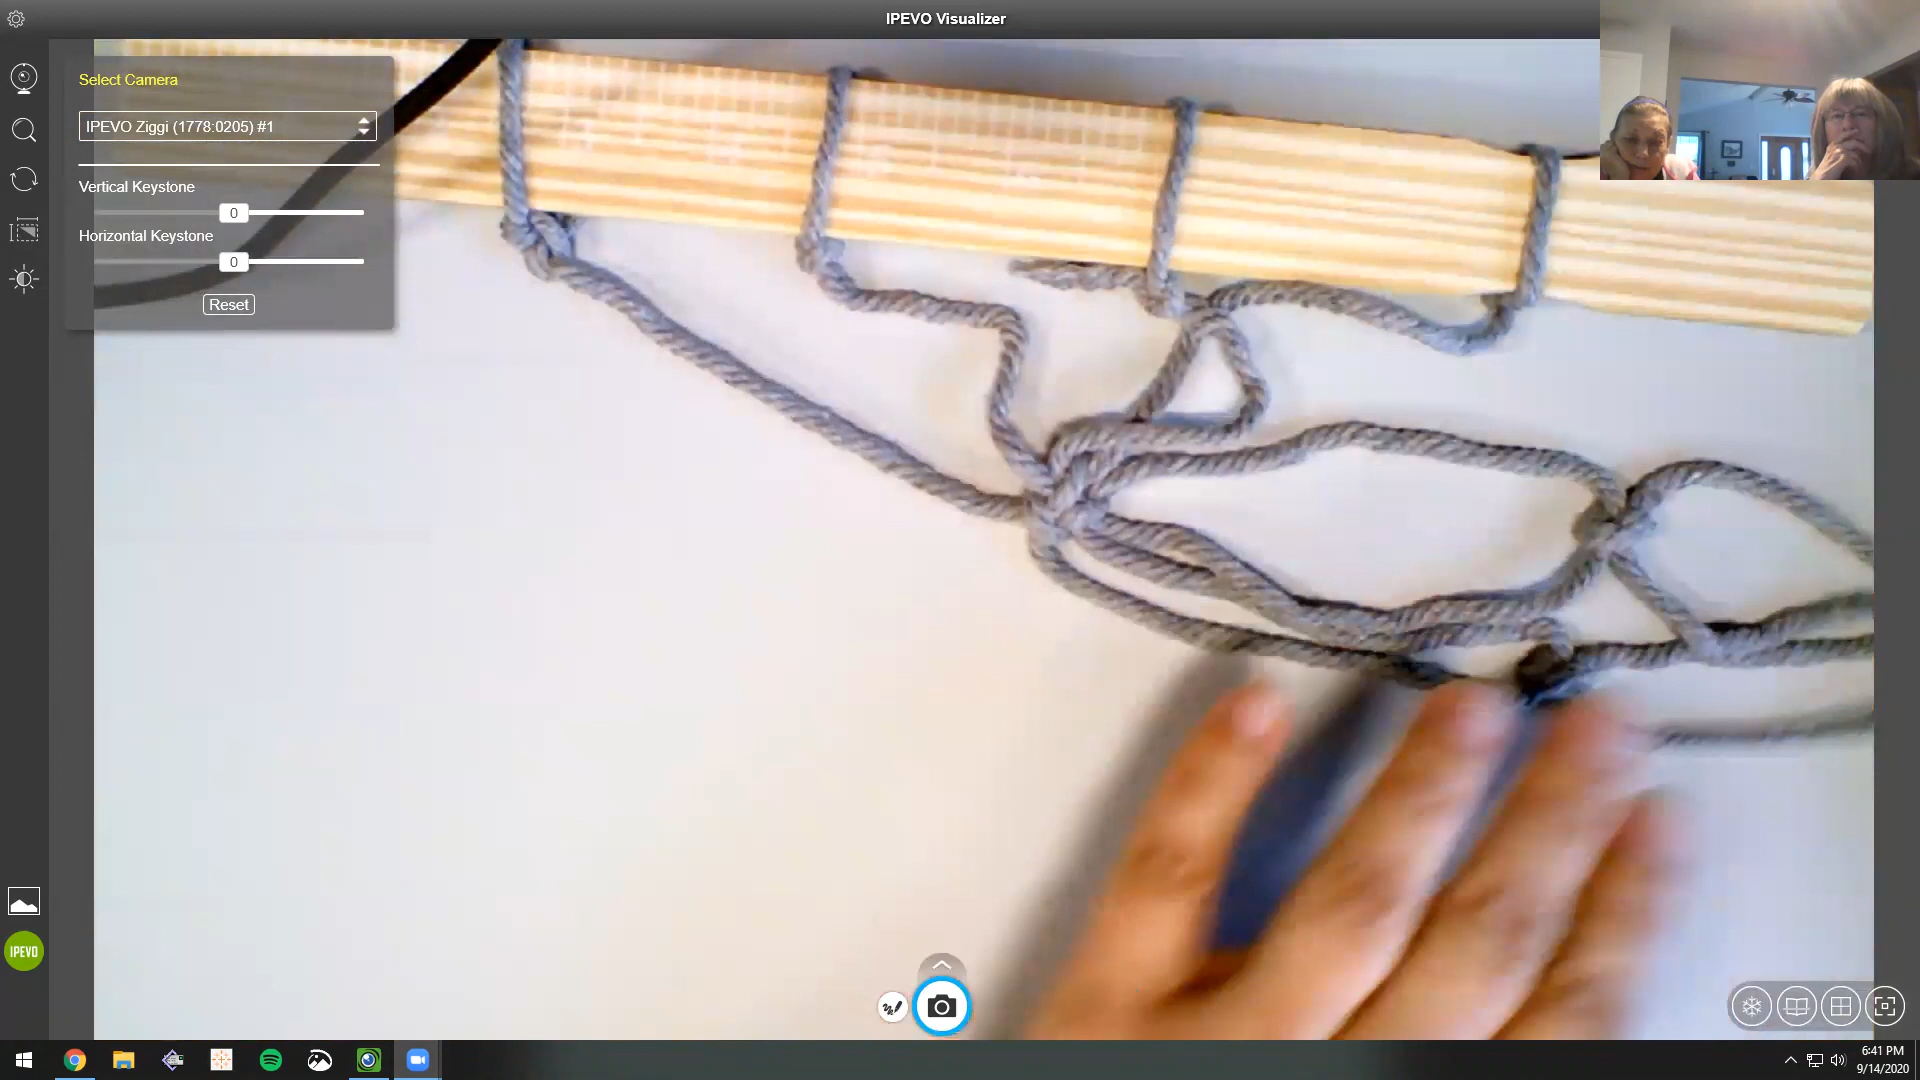 IPEVO Visualizer
Select Camera
IPEVO Ziggi (1778:0205) #1
Vertical Keystone
0
Horizontal Keystone
0
Reset
IPEVO
6:41 PM
9/14/2020